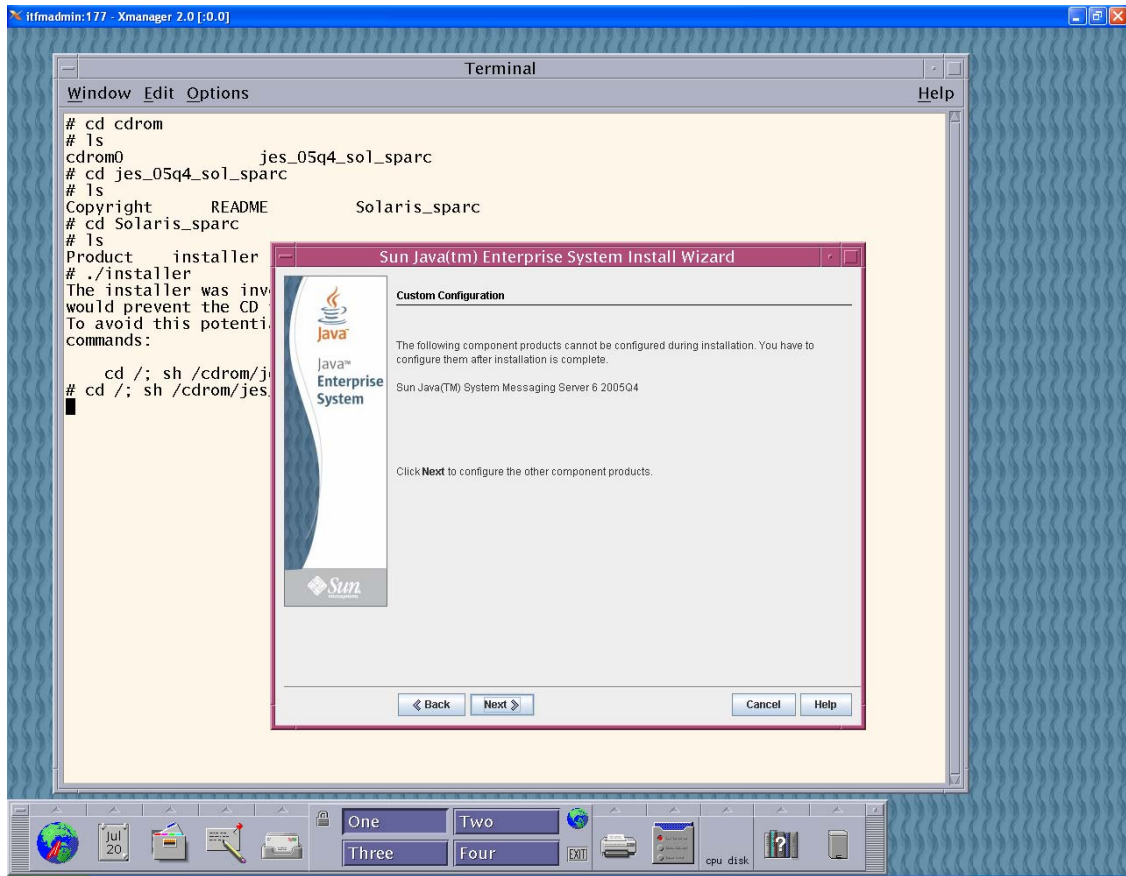 itfmadmin:177 - Xmanager 2.0 [:0.0]
Terminal
Window Edit Options Help
# cd cdrom
# ls
cdrom0 jes_05q4_sol_sparc
# cd jes_05q4_sol_sparc
# ls
Copyright README Solaris_sparc
# cd Solaris_sparc
# ls
Product installer
# ./installer
The installer was inv
would prevent the CD
To avoid this potenti
commands:
cd /; sh /cdrom/j
# cd /; sh /cdrom/jes_
Sun Java(tm) Enterprise System Install Wizard
Java
Java™
Enterprise
System
Sun
Custom Configuration
The following component products cannot be configured during installation. You have to
configure them after installation is complete.
Sun Java(TM) System Messaging Server 6 2005Q4
Click Next to configure the other component products.
Back Next Cancel Help
Jul
20
One Two
Three Four
EXIT
cpu disk
?